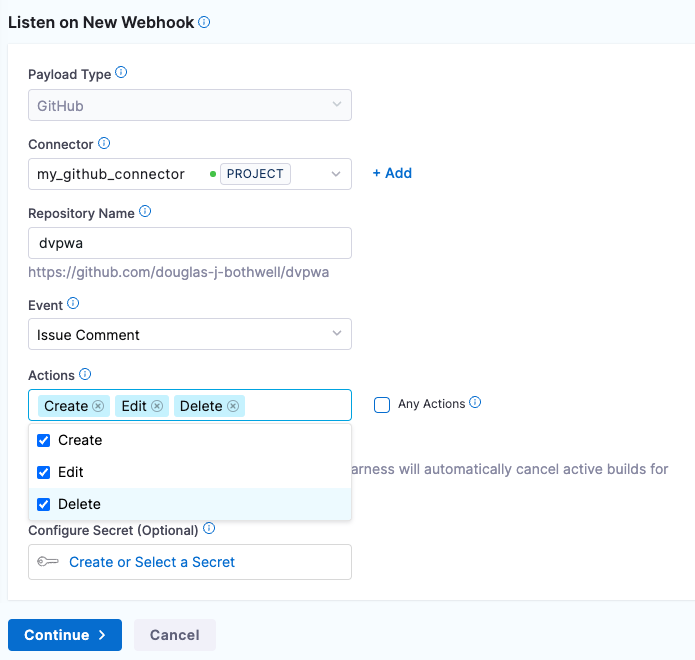 Listen on New Webhook
Payload Type
GitHub
Connector
my_github_connector PROJECT
+ Add
Repository Name
dvpwa
https://github.com/douglas-j-bothwell/dvpwa
Event
Issue Comment
Actions
Create Edit Delete
Any Actions
Create
Edit
arness will automatically cancel active builds for
Delete
Configure Secret (Optional)
Create or Select a Secret
Continue Cancel